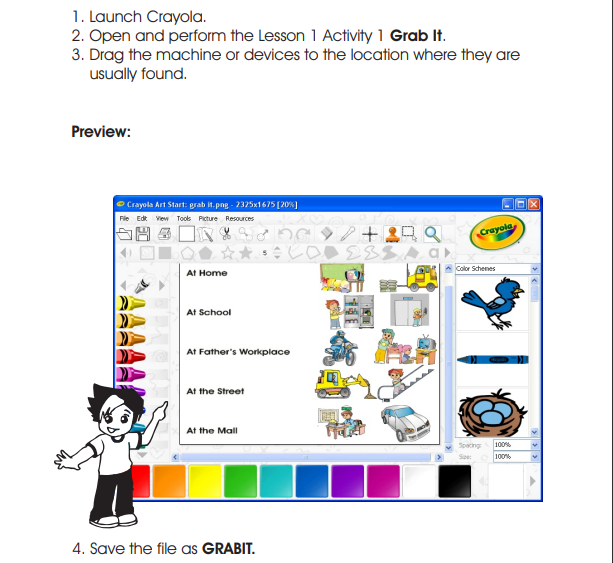 1. Launch Crayola.
2. Open and perform the Lesson 1 Activity 1 Grab It.
3. Drag the machine or devices to the location where they are
usually found.
Preview:
Crayola Art Start: grab it.png - 2325x1675 [20%]
File Edit View Tools Picture Resources
Crayola
5
a
Color Schemes
At Home
At School
At Father's Workplace
At the Street
At the Mall
Spacing: 100%
Size: 100%
4. Save the file as GRABIT.